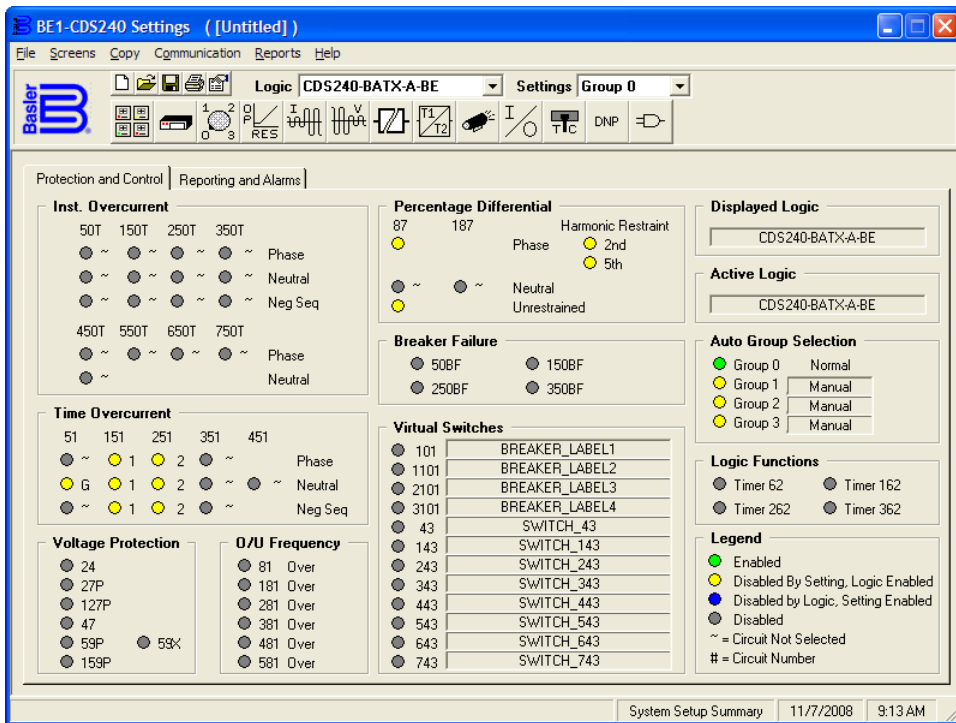 BE1-CDS240 Settings ( [Untitled] )
File Screens Copy Communication Reports Help
Basler
Logic CDS240-BATX-A-BE Settings Group 0
1 2 0 3 O P RES I V T1 T2 I O T C DNP
Protection and Control Reporting and Alarms
Inst. Overcurrent
50T 150T 250T 350T
~ ~ ~ ~ Phase
~ ~ ~ ~ Neutral
~ ~ ~ ~ Neg Seq
450T 550T 650T 750T
~ ~ ~ ~ Phase
~ Neutral
Time Overcurrent
51 151 251 351 451
~ 1 2 ~ Phase
G 1 2 ~ ~ Neutral
~ 1 2 ~ Neg Seq
Voltage Protection
24
27P
127P
47
59P 59X
159P
O/U Frequency
81 Over
181 Over
281 Over
381 Over
481 Over
581 Over
Percentage Differential
87 187 Harmonic Restraint
Phase 2nd
5th
~ ~ Neutral
Unrestrained
Breaker Failure
50BF 150BF
250BF 350BF
Virtual Switches
101 BREAKER_LABEL1
1101 BREAKER_LABEL2
2101 BREAKER_LABEL3
3101 BREAKER_LABEL4
43 SWITCH_43
143 SWITCH_143
243 SWITCH_243
343 SWITCH_343
443 SWITCH_443
543 SWITCH_543
643 SWITCH_643
743 SWITCH_743
Displayed Logic
CDS240-BATX-A-BE
Active Logic
CDS240-BATX-A-BE
Auto Group Selection
Group 0 Normal
Group 1 Manual
Group 2 Manual
Group 3 Manual
Logic Functions
Timer 62 Timer 162
Timer 262 Timer 362
Legend
Enabled
Disabled By Setting, Logic Enabled
Disabled by Logic, Setting Enabled
Disabled
~ = Circuit Not Selected
# = Circuit Number
System Setup Summary 11/7/2008 9:13 AM